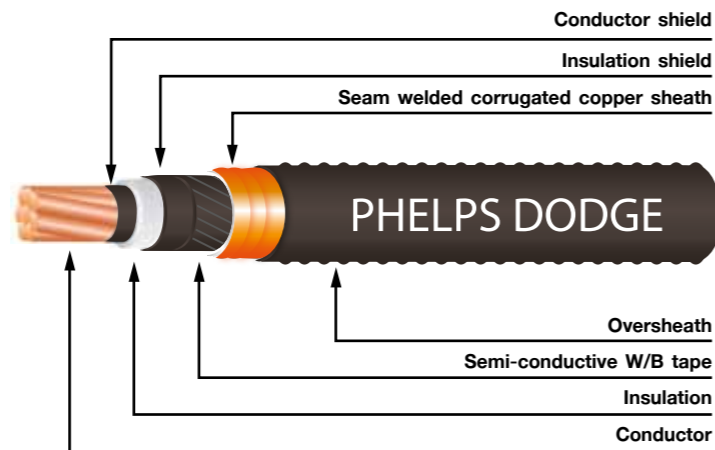 Conductor shield
Insulation shield
Seam welded corrugated copper sheath
PHELPS DODGE
Oversheath
Semi-conductive W/B tape
Insulation
Conductor